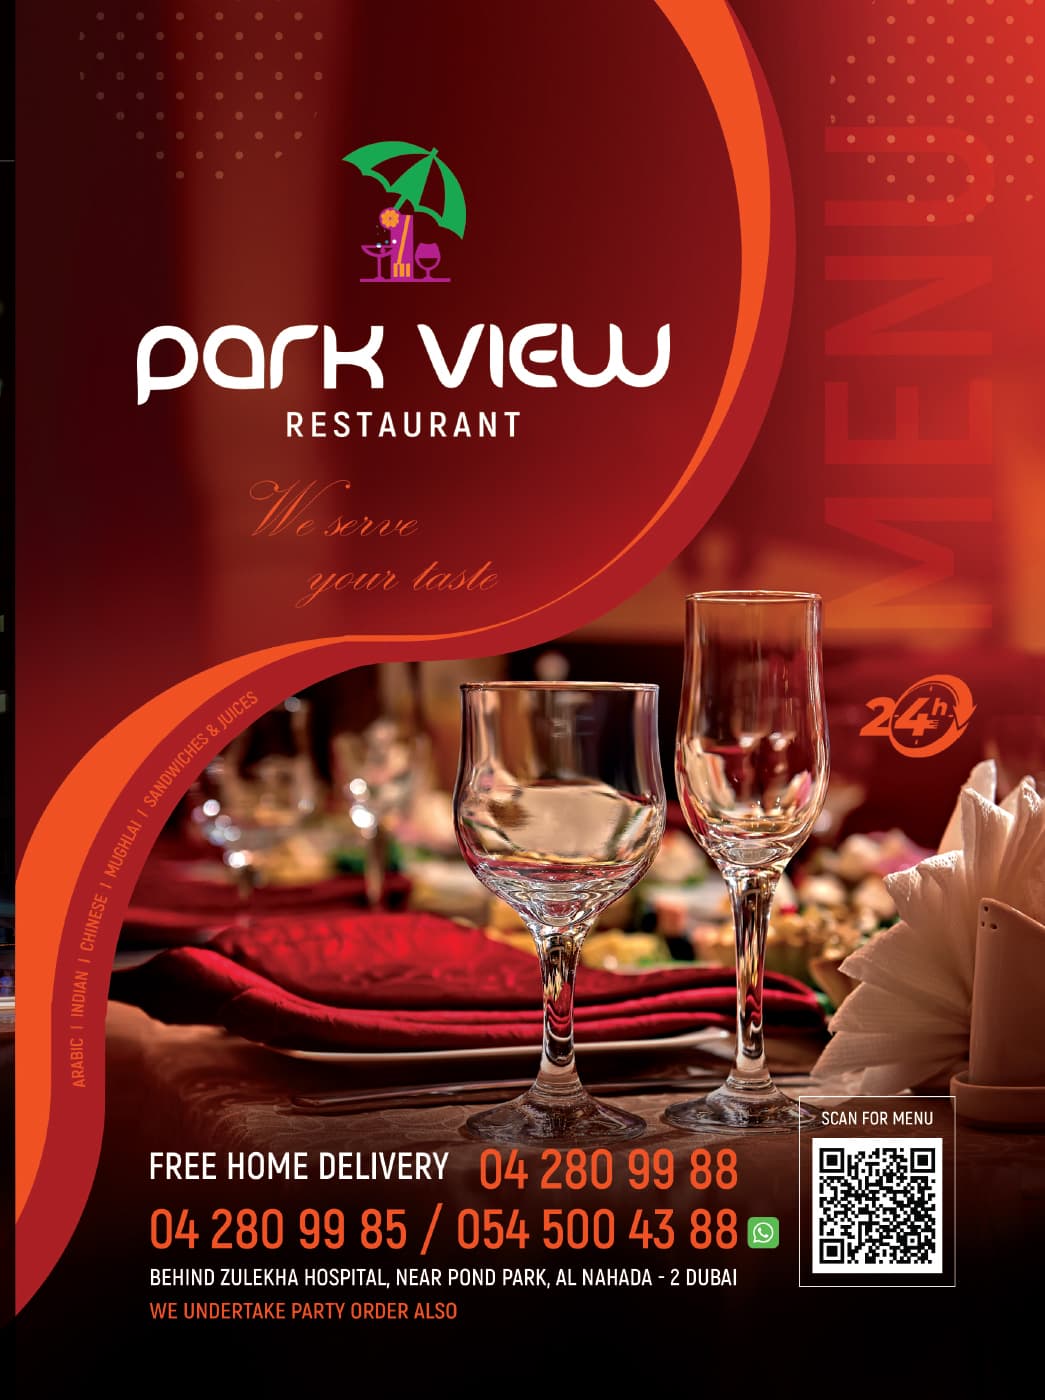 MENU
PARK VIEW
RESTAURANT
We serve
your taste
24h
ARABIC | INDIAN | CHINESE | MUGHLAI | SANDWICHES & JUICES
SCAN FOR MENU
FREE HOME DELIVERY 04 280 99 88
04 280 99 85 / 054 500 43 88
BEHIND ZULEKHA HOSPITAL, NEAR POND PARK, AL NAHADA - 2 DUBAI
WE UNDERTAKE PARTY ORDER ALSO